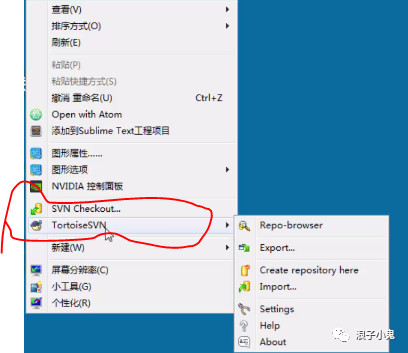 查看(V)
排序方式(O)
刷新(E)
粘贴(P)
粘贴快捷方式(S)
撤消 重命名(U) Ctrl+Z
Open with Atom
添加到Sublime Text工程项目
图形属性......
图形选项
NVIDIA 控制面板
SVN Checkout...
TortoiseSVN
新建(W)
屏幕分辨率(C)
小工具(G)
个性化(R)
Repo-browser
Export...
Create repository here
Import...
Settings
Help
About
浪子小鬼